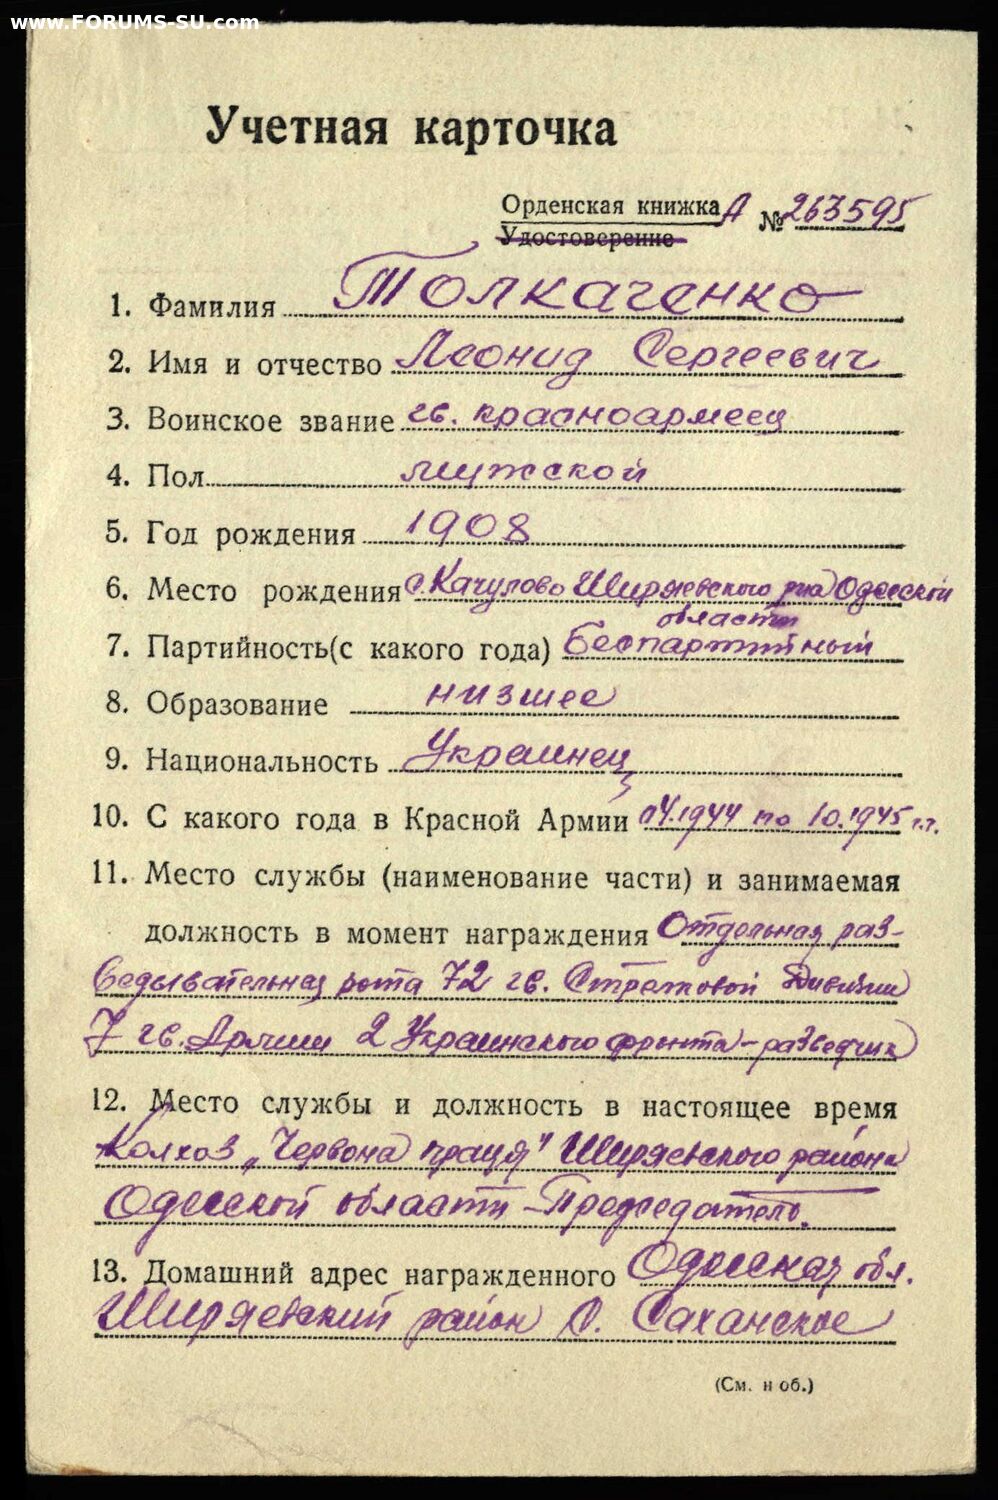 www.FORUMS-SU.com
Учетная карточка
Орденская книжка А № 263595
Удостоверение
1. Фамилия Толкаченко
2. Имя и отчество Леонид Сергеевич
3. Воинское звание гв. красноармеец
4. Пол мужской
5. Год рождения 1908
6. Место рождения с. Качулово Ширяевского р-на Одесской
области
7. Партийность(с какого года) Беспартийный
8. Образование низшее
9. Национальность Украинец
10. С какого года в Красной Армии 04.1944 по 10.1945 г.г.
11. Место службы (наименование части) и занимаемая
должность в момент награждения Отдельная раз-
ведывательная рота 72 гв. Стрелковой Дивизии
7 гв. Армии 2 Украинского фронта - разведчик
12. Место службы и должность в настоящее время
Колхоз „Червона праця" Ширяевского района
Одесской области - Председатель.
13. Домашний адрес награжденного Одесская обл.
Ширяевский район с. Саханское
(См. н об.)